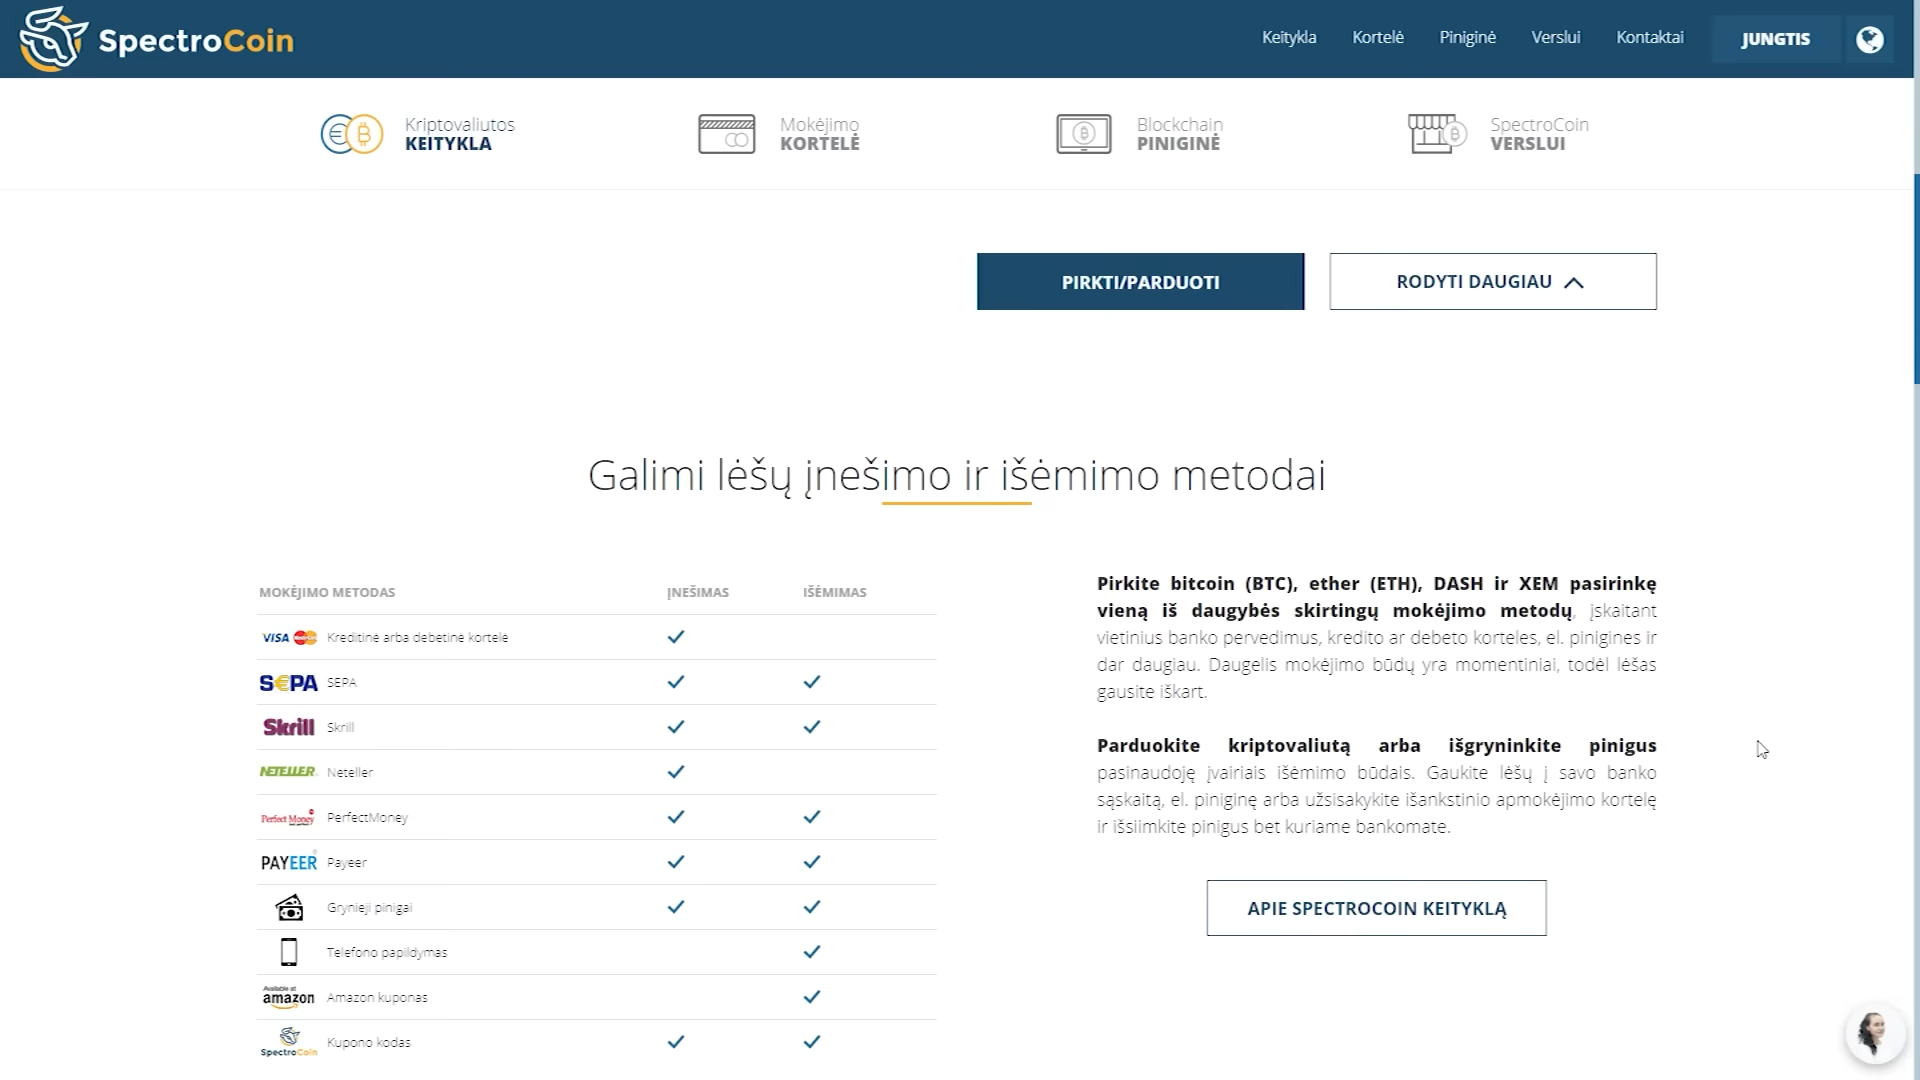 SpectroCoin
Keitykla
Kortelė
Piniginė
Verslui
Kontaktai
JUNGTIS
Kriptovaliutos
KEITYKLA
Mokėjimo
KORTELĖ
Blockchain
PINIGINĖ
SpectroCoin
VERSLUI
PIRKTI/PARDUOTI
RODYTI DAUGIAU
Galimi lėšų įnešimo ir išėmimo metodai
MOKĖJIMO METODAS ĮNEŠIMAS IŠĖMIMAS
VISA MasterCard Kreditinė arba debetinė kortelė
SEPA SEPA
Skrill Skrill
NETELLER Neteller
Perfect Money PerfectMoney
PAYEER Payeer
Grynieji pinigai
Telefono papildymas
Available at
amazon Amazon kuponas
SpectroCoin Kupono kodas
Pirkite bitcoin (BTC), ether (ETH), DASH ir XEM pasirinkę
vieną iš daugybės skirtingų mokėjimo metodų, įskaitant
vietinius banko pervedimus, kredito ar debeto korteles, el. pinigines ir
dar daugiau. Daugelis mokėjimo būdų yra momentiniai, todėl lėšas
gausite iškart.
Parduokite kriptovaliutą arba išgryninkite pinigus
pasinaudoję įvairiais išėmimo būdais. Gaukite lėšų į savo banko
sąskaitą, el. piniginę arba užsisakykite išankstinio apmokėjimo kortelę
ir išsiimkite pinigus bet kuriame bankomate.
APIE SPECTROCOIN KEITYKLĄ